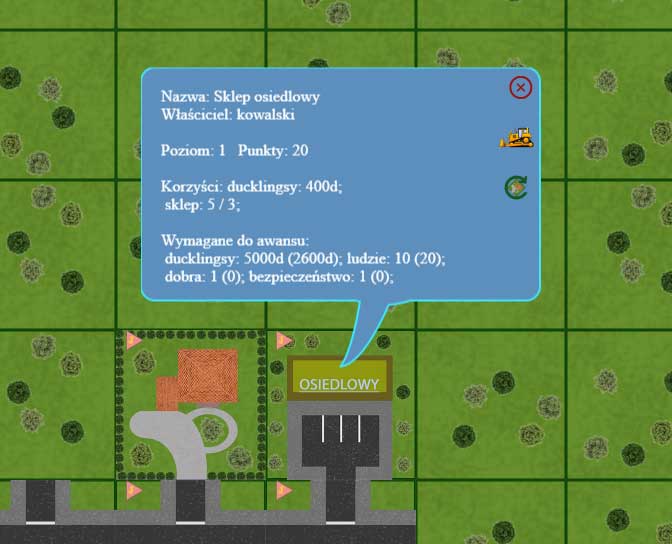 Nazwa: Sklep osiedlowy
Właściciel: kowalski
Poziom: 1 Punkty: 20
Korzyści: ducklingsy: 400d;
sklep: 5 / 3;
Wymagane do awansu:
ducklingsy: 5000d (2600d); ludzie: 10 (20);
dobra: 1 (0); bezpieczeństwo: 1 (0);
OSIEDLOWY